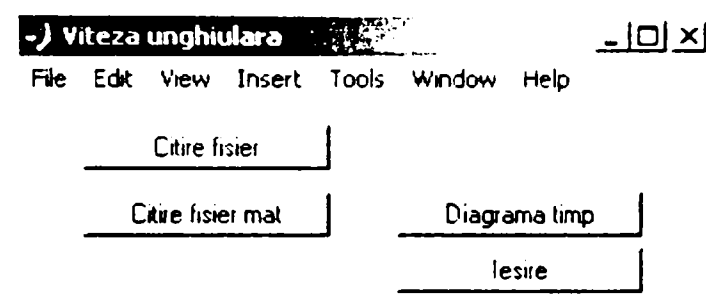 Viteza unghiulara
File Edit View Insert Tools Window Help
Citire fisier
Citire fisier mat Diagrama timp
Iesire